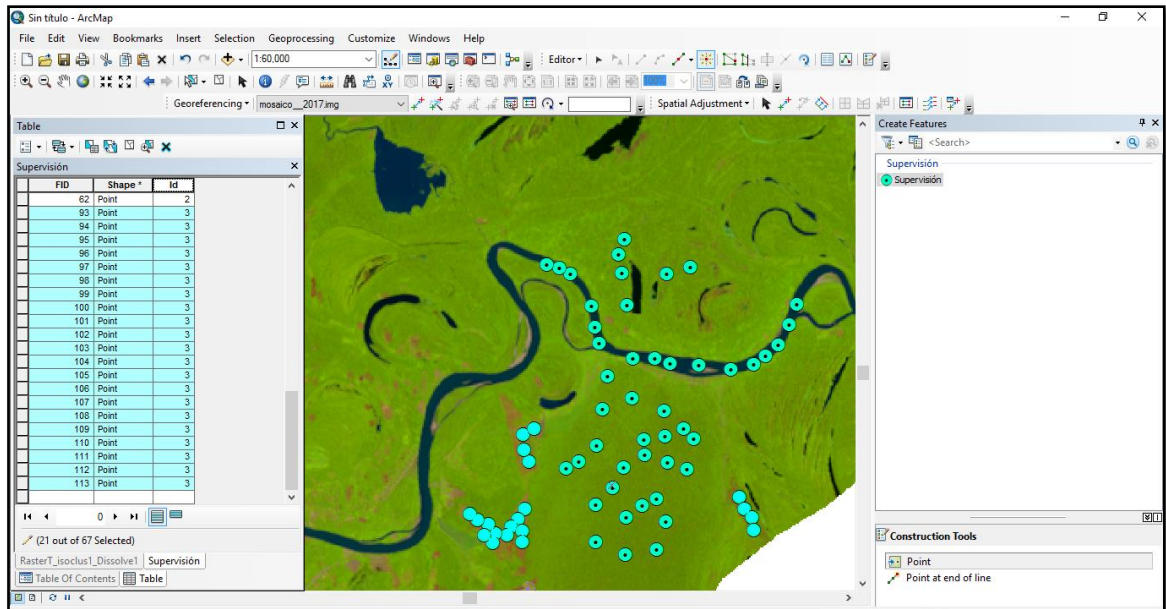 Sin título - ArcMap
File Edit View Bookmarks Insert Selection Geoprocessing Customize Windows Help
1:60,000
Editor
100%
Georeferencing mosaico__2017.img
Spatial Adjustment
Table
Supervisión
FID Shape * Id
62 Point 2
93 Point 3
94 Point 3
95 Point 3
96 Point 3
97 Point 3
98 Point 3
99 Point 3
100 Point 3
101 Point 3
102 Point 3
103 Point 3
104 Point 3
105 Point 3
106 Point 3
107 Point 3
108 Point 3
109 Point 3
110 Point 3
111 Point 3
112 Point 3
113 Point 3
0
(21 out of 67 Selected)
RasterT_isoclus1_Dissolve1 Supervisión
Table Of Contents Table
Create Features
<Search>
Supervisión
Supervisión
Construction Tools
Point
Point at end of line